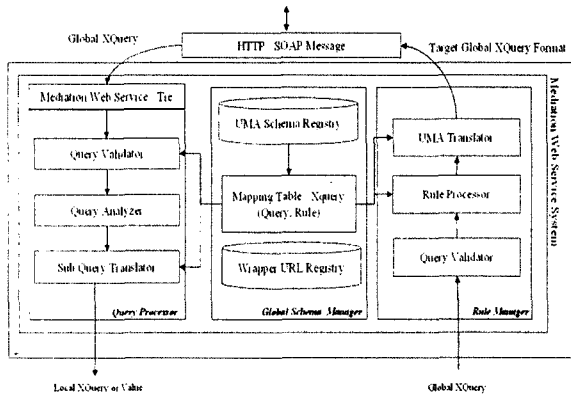 Global XQuery
HTTP SOAP Message
Target Global XQuery Format
Mediation Web Service Tie
UMA Schema Registry
UMA Translator
Query Validator
Mapping Table Xquery
(Query, Rule)
Rule Processor
Query Analyzer
Sub Query Translator
Wrapper URL Registry
Query Validator
Query Processor
Global Schema Manager
Rule Manager
Mediation Web Service System
Local XQuery or Value
Global XQuery